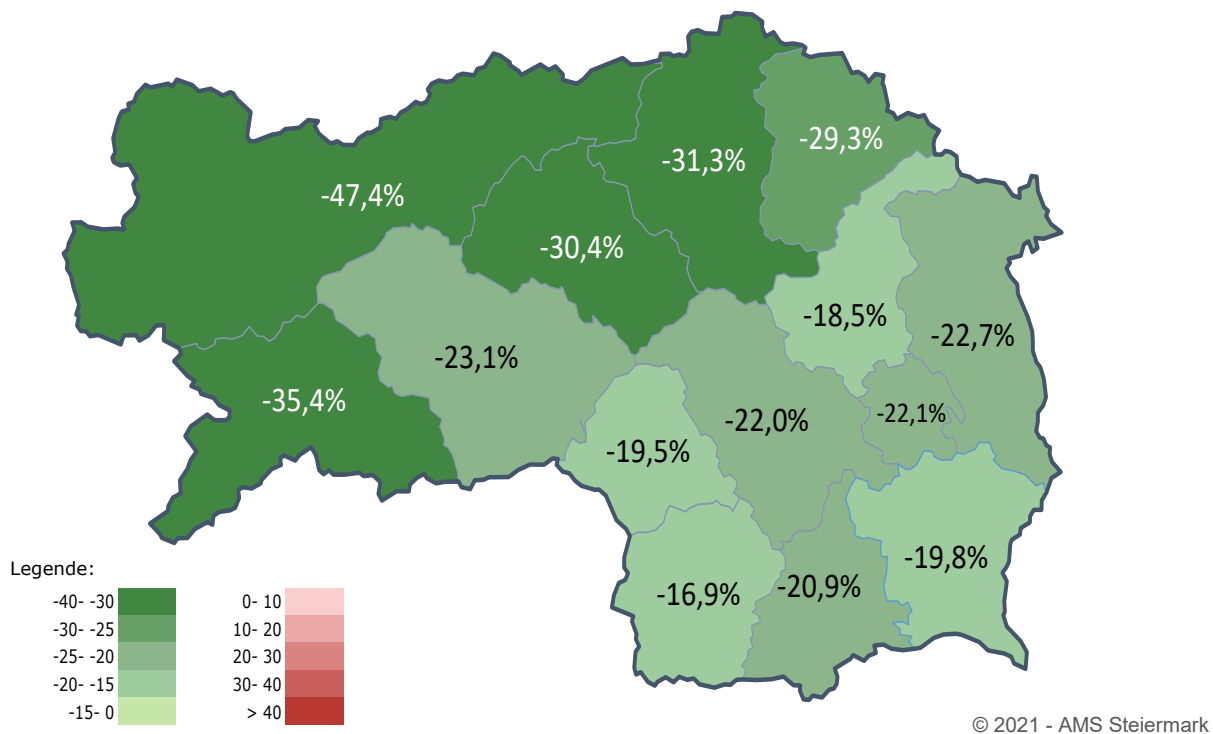 -29,3%
-31,3%
-47,4%
-30,4%
-18,5%
-22,7%
-23,1%
-35,4%
-22,1%
-22,0%
-19,5%
-19,8%
-20,9%
-16,9%
Legende:
-40- -30 0- 10
-30- -25 10- 20
-25- -20 20- 30
-20- -15 30- 40
-15- 0 > 40
© 2021 - AMS Steiermark